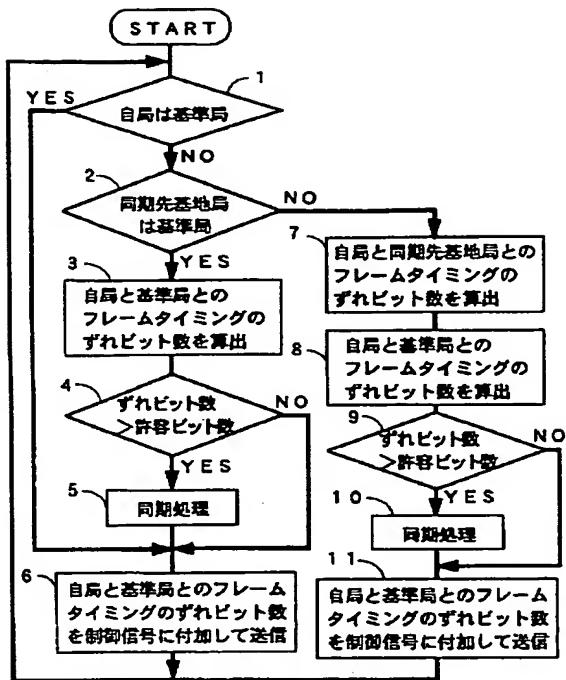 START
1
YES
自局は基準局
NO
2
同期先基地局
は基準局
NO
YES
3
自局と基準局との
フレームタイミングの
ずれビット数を算出
4
ずれビット数
>許容ビット数
NO
YES
5
同期処理
6
自局と基準局とのフレーム
タイミングのずれビット数
を制御信号に付加して送信
7
自局と同期先基地局との
フレームタイミングの
ずれビット数を算出
8
自局と基準局との
フレームタイミングの
ずれビット数を算出
9
ずれビット数
>許容ビット数
NO
YES
10
同期処理
11
自局と基準局とのフレーム
タイミングのずれビット数
を制御信号に付加して送信